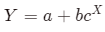 Y = a + bc^X